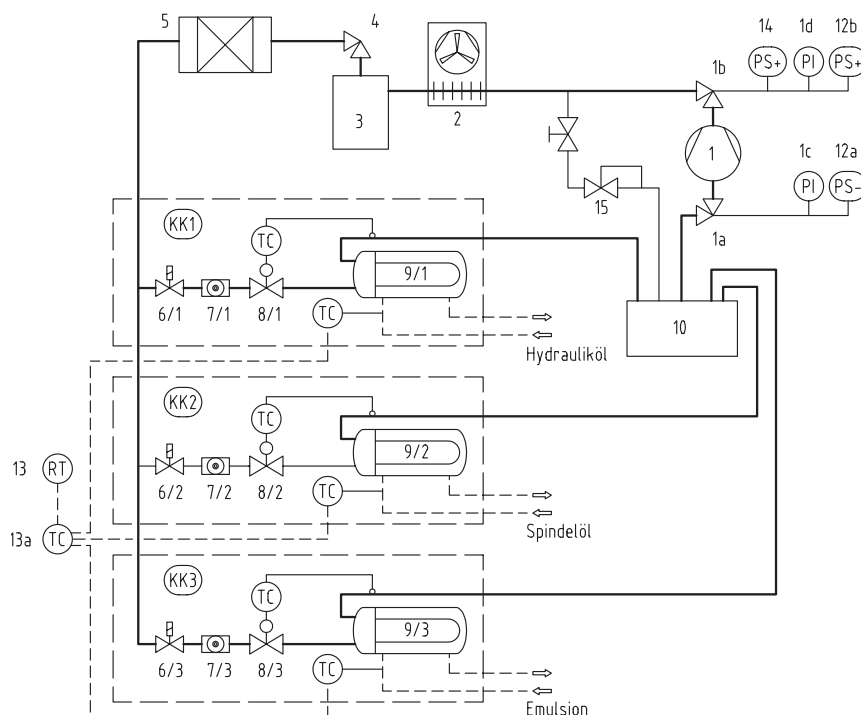 5
4
14 1d 12b
PS+ PI PS+
1b
3
2
1
1c 12a
PI PS-
15
1a
KK1
TC
9/1
6/1 7/1 8/1
TC
10
Hydrauliköl
KK2
TC
9/2
6/2 7/2 8/2
TC
13 RT
Spindelöl
13a TC
KK3
TC
9/3
6/3 7/3 8/3
TC
Emulsion